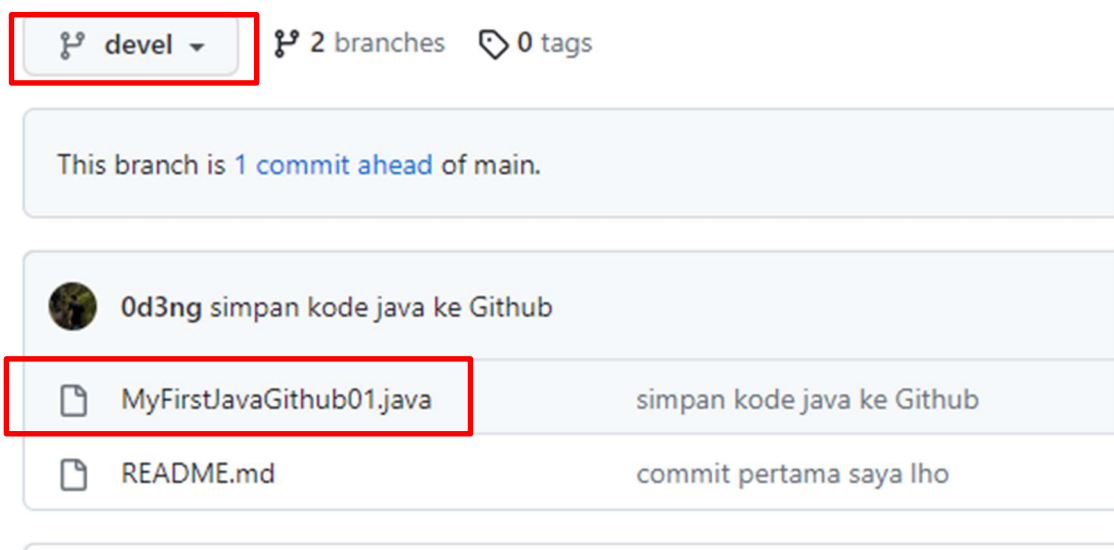 devel 2 branches 0 tags
This branch is 1 commit ahead of main.
0d3ng simpan kode java ke Github
MyFirstJavaGithub01.java simpan kode java ke Github
README.md commit pertama saya lho